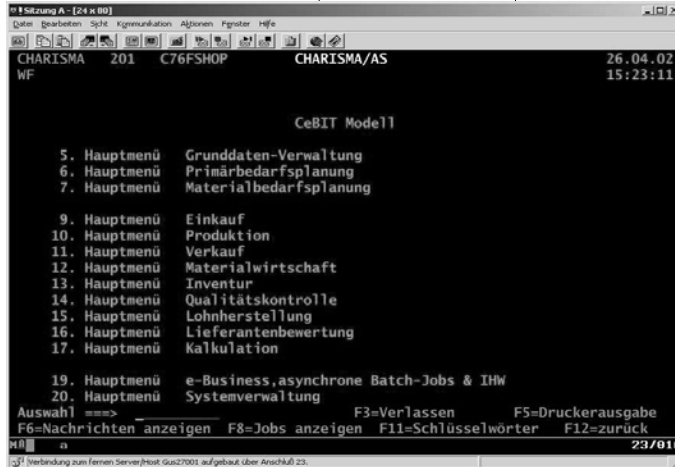 Sitzung A - [24 x 80]
Datei Bearbeiten Sicht Kommunikation Aktionen Fenster Hilfe
CHARISMA 201 C76FSHOP CHARISMA/AS 26.04.02
WF 15:23:11
CeBIT Modell
5. Hauptmenü Grunddaten-Verwaltung
6. Hauptmenü Primärbedarfsplanung
7. Hauptmenü Materialbedarfsplanung
9. Hauptmenü Einkauf
10. Hauptmenü Produktion
11. Hauptmenü Verkauf
12. Hauptmenü Materialwirtschaft
13. Hauptmenü Inventur
14. Hauptmenü Qualitätskontrolle
15. Hauptmenü Lohnherstellung
16. Hauptmenü Lieferantenbewertung
17. Hauptmenü Kalkulation
19. Hauptmenü e-Business,asynchrone Batch-Jobs & IHW
20. Hauptmenü Systemverwaltung
Auswahl ===> F3=Verlassen F5=Druckerausgabe
F6=Nachrichten anzeigen F8=Jobs anzeigen F11=Schlüsselwörter F12=zurück
MA a 23/01
Verbindung zum fernen Server/Host Gus27001 aufgebaut über Anschluß 23.